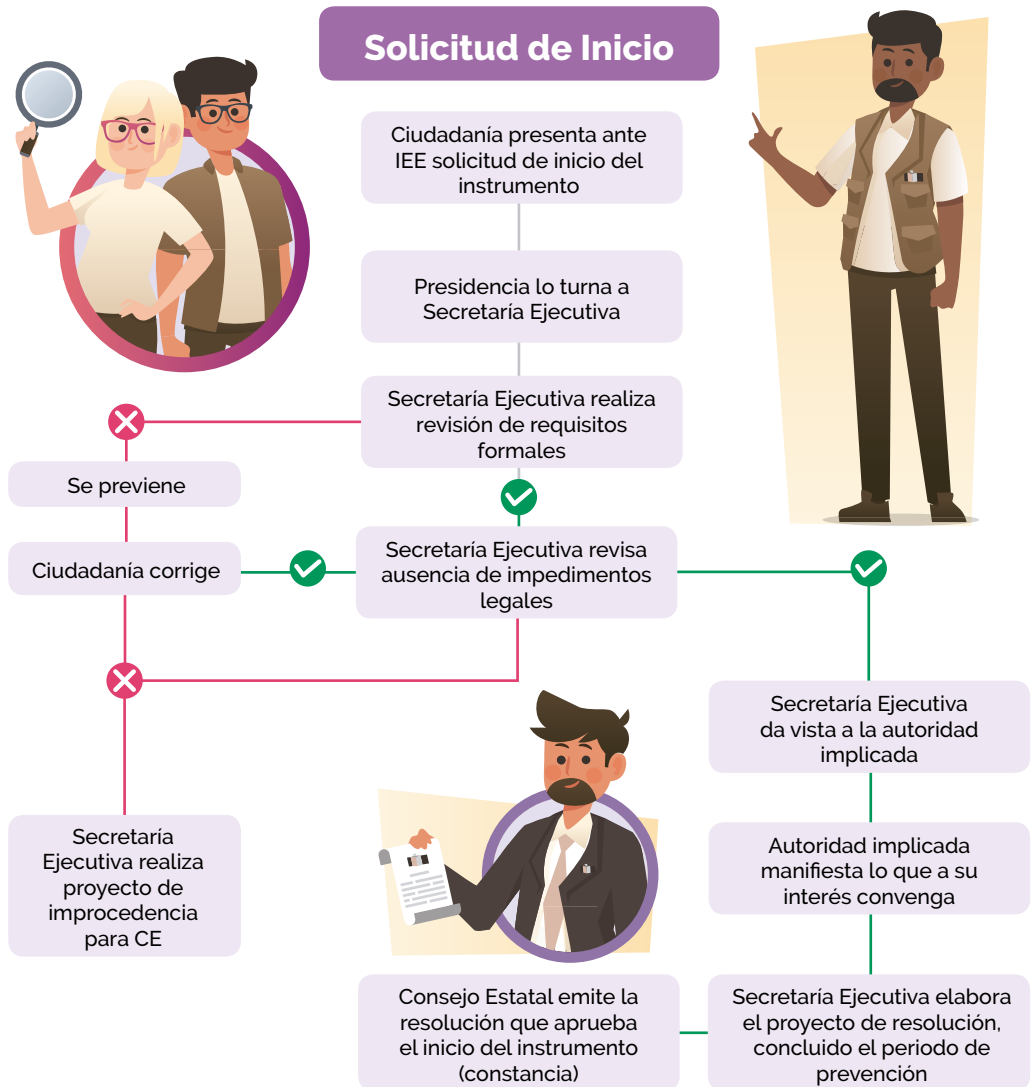 Solicitud de Inicio
Ciudadanía presenta ante
IEE solicitud de inicio del
instrumento
Presidencia lo turna a
Secretaría Ejecutiva
Secretaría Ejecutiva realiza
revisión de requisitos
formales
Se previene
Ciudadanía corrige
Secretaría Ejecutiva revisa
ausencia de impedimentos
legales
Secretaría Ejecutiva
da vista a la autoridad
implicada
Secretaría
Ejecutiva realiza
proyecto de
improcedencia
para CE
Autoridad implicada
manifiesta lo que a su
interés convenga
Consejo Estatal emite la
resolución que aprueba
el inicio del instrumento
(constancia)
Secretaría Ejecutiva elabora
el proyecto de resolución,
concluido el periodo de
prevención